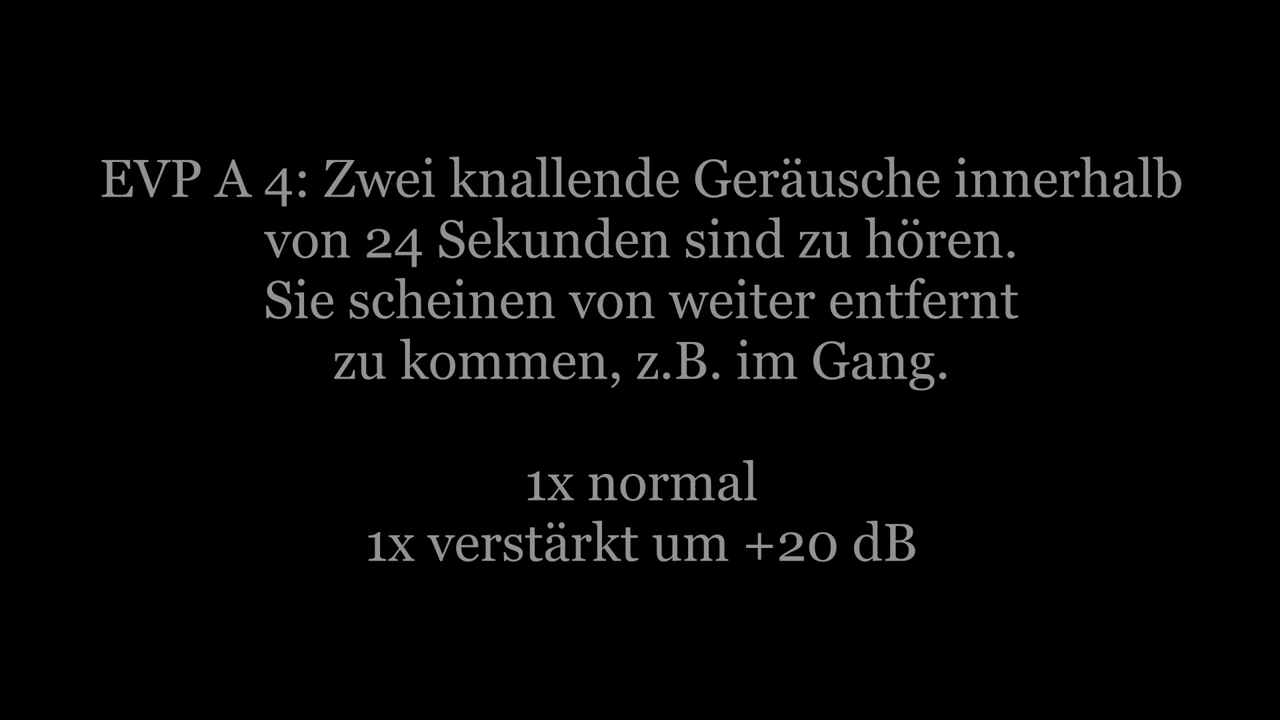 EVP A 4: Zwei knallende Geräusche innerhalb
von 24 Sekunden sind zu hören.
Sie scheinen von weiter entfernt
zu kommen, z.B. im Gang.
1x normal
1x verstärkt um +20 dB